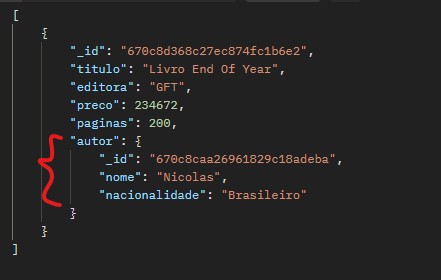 [
{
"_id": "670c8d368c27ec874fc1b6e2",
"titulo": "Livro End Of Year",
"editora": "GFT",
"preco": 234672,
"paginas": 200,
"autor": {
"_id": "670c8caa26961829c18adeba",
"nome": "Nicolas",
"nacionalidade": "Brasileiro"
}
}
]